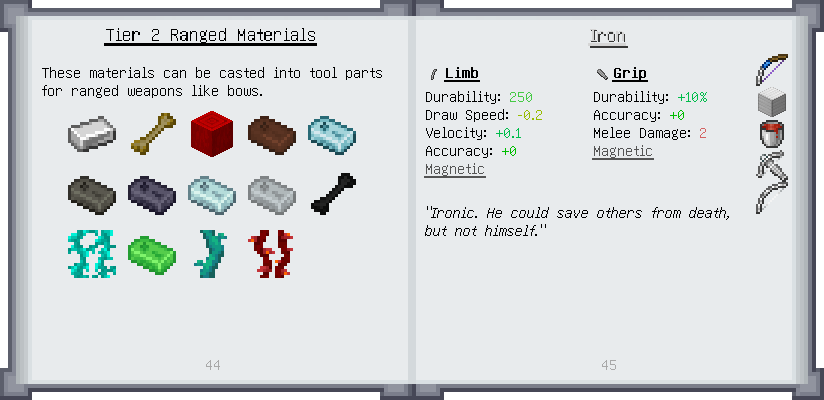 Tier 2 Ranged Materials
These materials can be casted into tool parts
for ranged weapons like bows.
44
Iron
Limb
Durability: 250
Draw Speed: -0.2
Velocity: +0.1
Accuracy: +0
Magnetic
Grip
Durability: +10%
Accuracy: +0
Melee Damage: 2
Magnetic
"Ironic. He could save others from death,
but not himself."
45